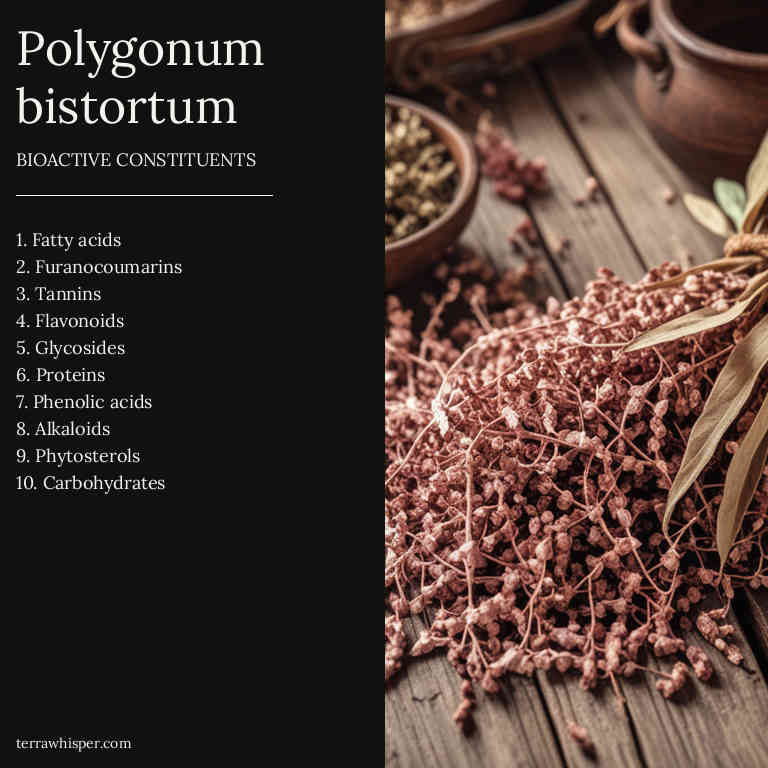 Polygonum
bistortum
BIOACTIVE CONSTITUENTS
1. Fatty acids
2. Furanocoumarins
3. Tannins
4. Flavonoids
5. Glycosides
6. Proteins
7. Phenolic acids
8. Alkaloids
9. Phytosterols
10. Carbohydrates
terrawhisper.com